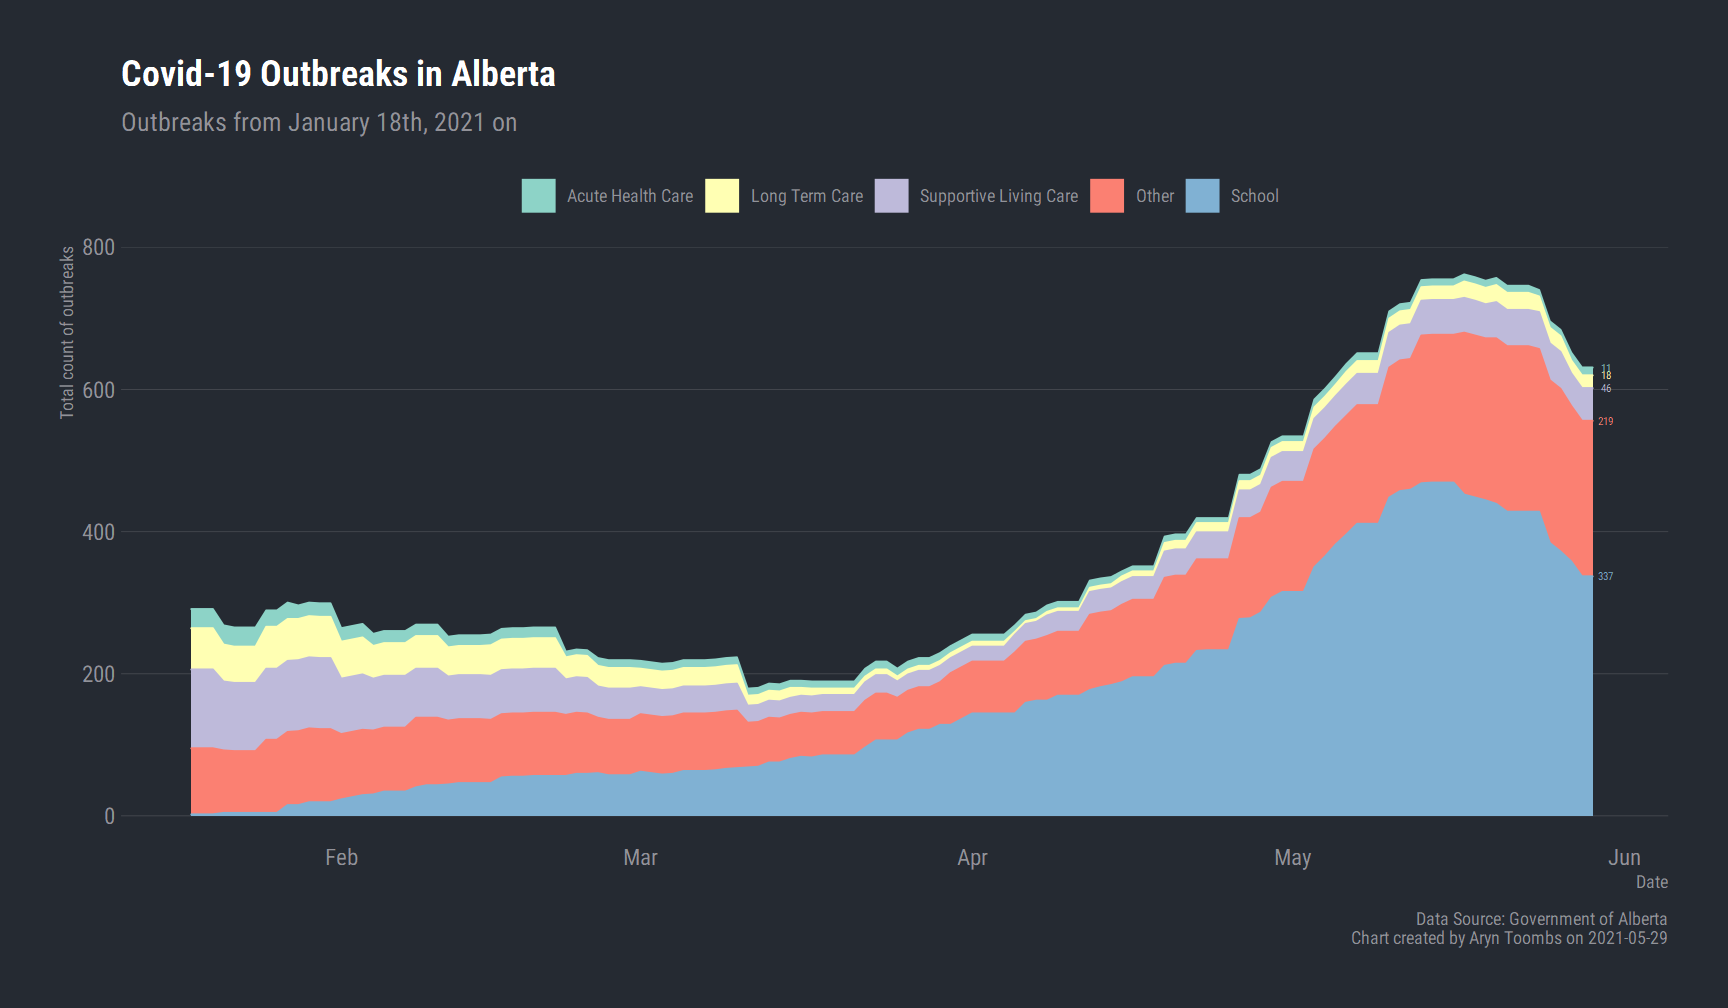 Covid-19 Outbreaks in Alberta
Outbreaks from January 18th, 2021 on
Acute Health Care Long Term Care Supportive Living Care Other School
Total count of outbreaks
800
600
400
200
0
11
18
46
219
337
Feb Mar Apr May Jun
Date
Data Source: Government of Alberta
Chart created by Aryn Toombs on 2021-05-29